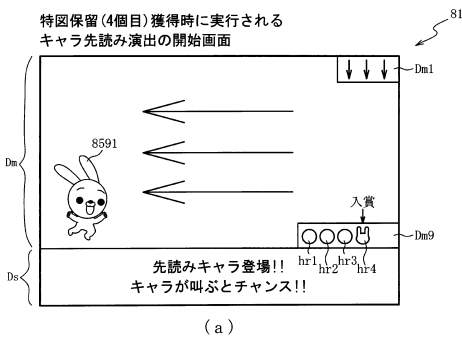 特図保留(4個目)獲得時に実行される
キャラ先読み演出の開始画面
81
Dm1
Dm
8591
入賞
Dm9
hr1 hr2 hr3 hr4
Ds
先読みキャラ登場!!
キャラが叫ぶとチャンス!!
(a)